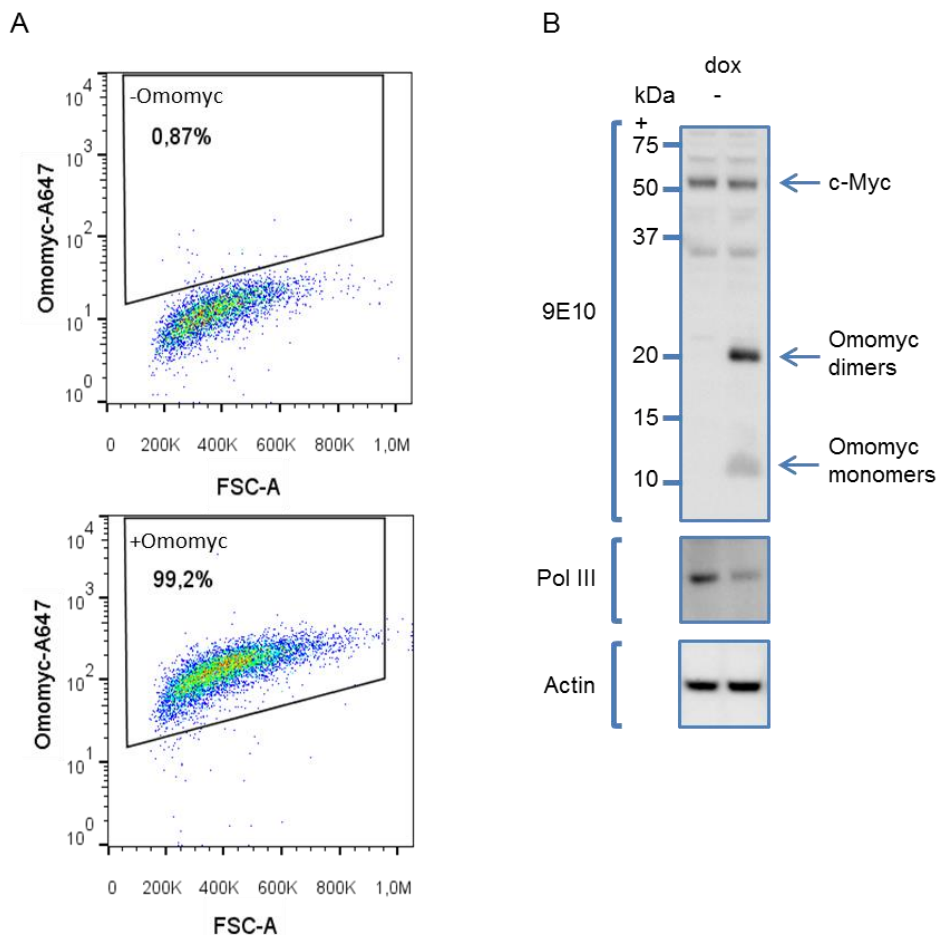 A
-Omomyc
0,87%
Omomyc-A647
10^4
10^3
10^2
10^1
10^0
0 200K 400K 600K 800K 1,0M
FSC-A
+Omomyc
99,2%
Omomyc-A647
10^4
10^3
10^2
10^1
10^0
0 200K 400K 600K 800K 1,0M
FSC-A
B
dox
kDa -
+
75
50
37
20
15
10
9E10
c-Myc
Omomyc
dimers
Omomyc
monomers
Pol III
Actin